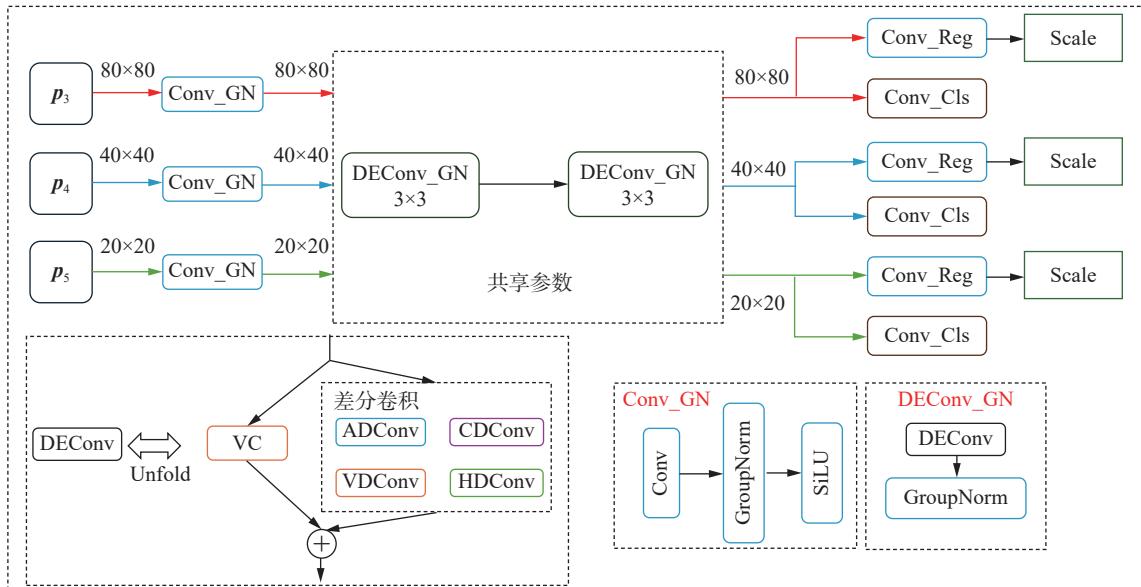 p3
80×80
Conv_GN
80×80
80×80
Conv_Reg
Scale
Conv_Cls
p4
40×40
Conv_GN
40×40
DEConv_GN
3×3
DEConv_GN
3×3
40×40
Conv_Reg
Scale
Conv_Cls
p5
20×20
Conv_GN
20×20
共享参数
20×20
Conv_Reg
Scale
Conv_Cls
DEConv
Unfold
VC
差分卷积
ADConv
CDConv
VDConv
HDConv
Conv_GN
Conv
GroupNorm
SiLU
DEConv_GN
DEConv
GroupNorm